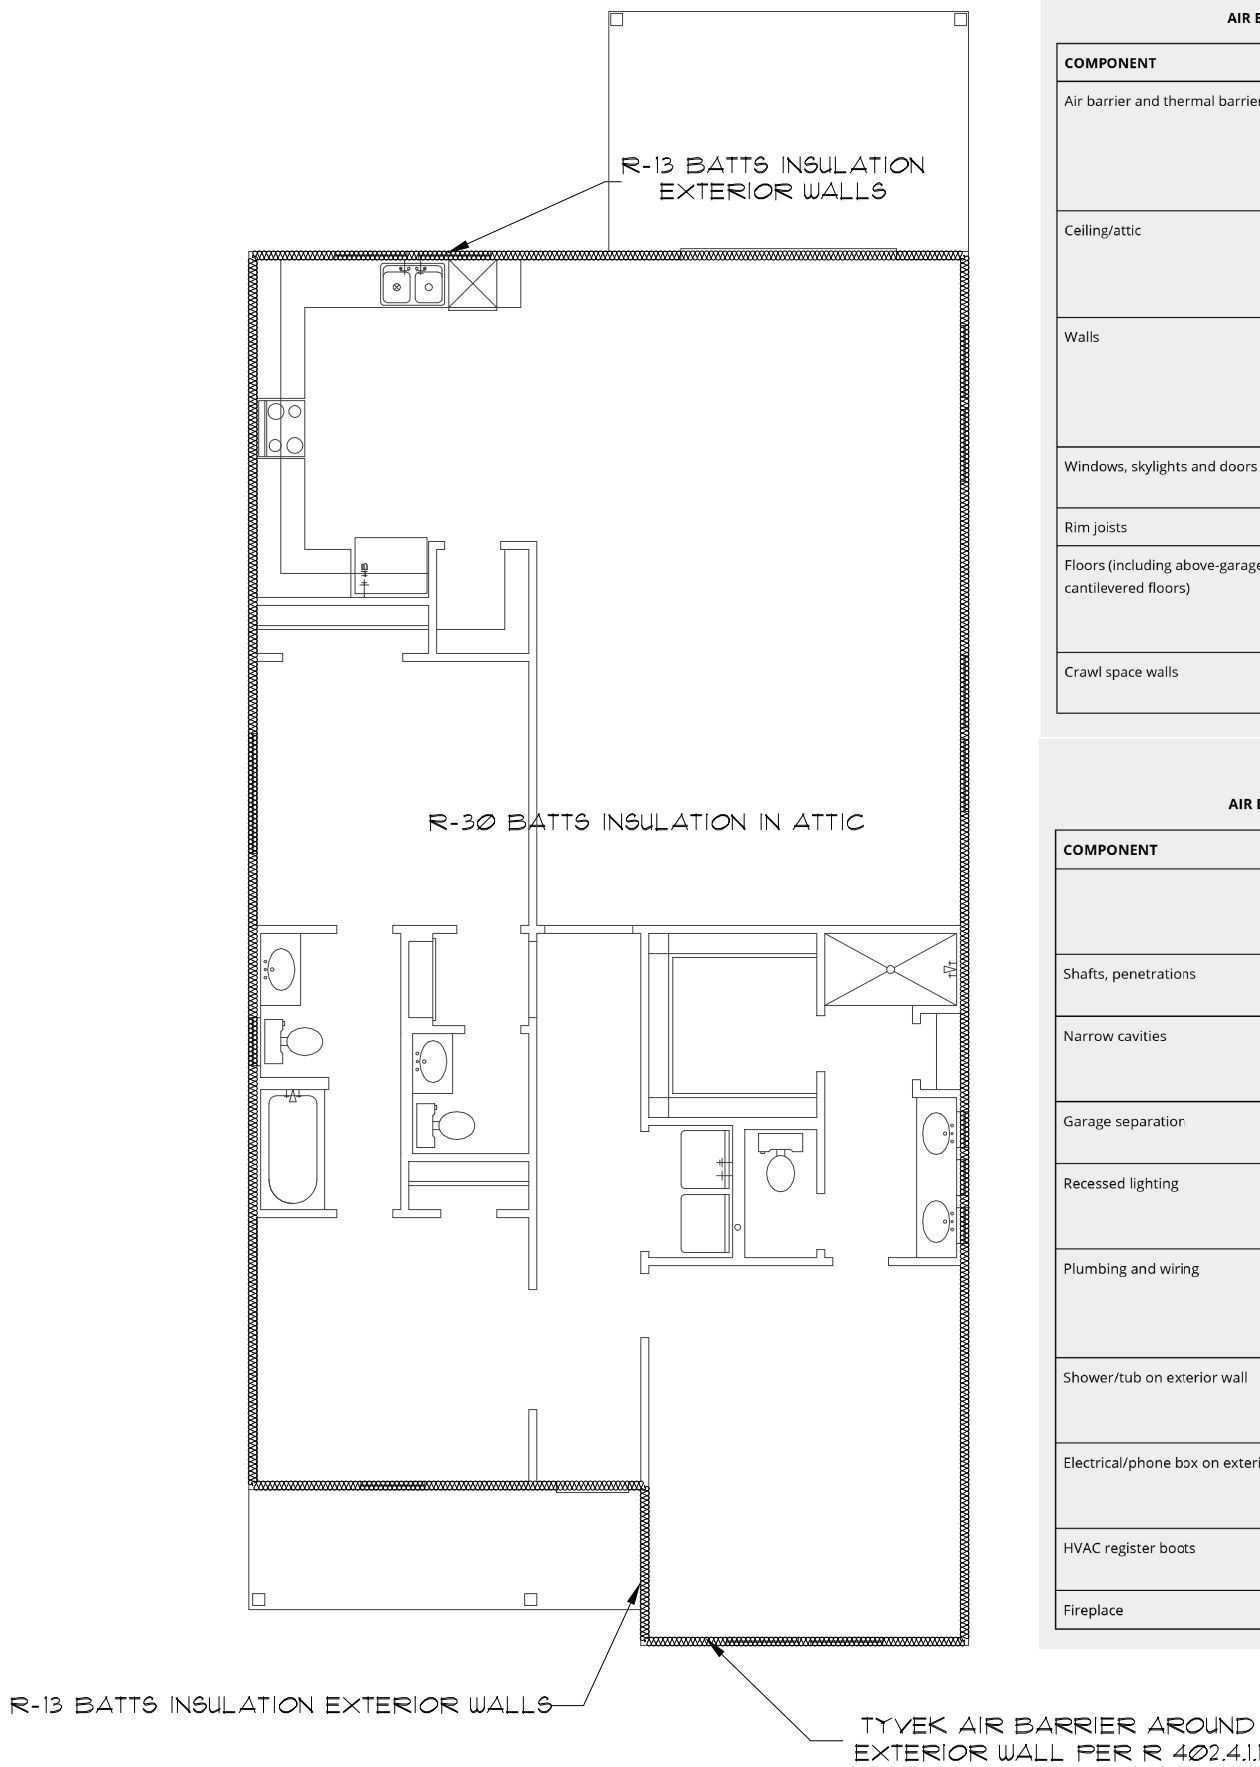 R-13 BATTS INSULATION
EXTERIOR WALLS
HB
R-30 BATTS INSULATION IN ATTIC
R-13 BATTS INSULATION EXTERIOR WALLS
TYVEK AIR BARRIER AROUND
EXTERIOR WALL PER R 402.4.1.1
AIR B
COMPONENT
Air barrier and thermal barrier
Ceiling/attic
Walls
Windows, skylights and doors
Rim joists
Floors (including above-garage
cantilevered floors)
Crawl space walls
AIR B
COMPONENT
Shafts, penetrations
Narrow cavities
Garage separation
Recessed lighting
Plumbing and wiring
Shower/tub on exterior wall
Electrical/phone box on exteri
HVAC register boots
Fireplace